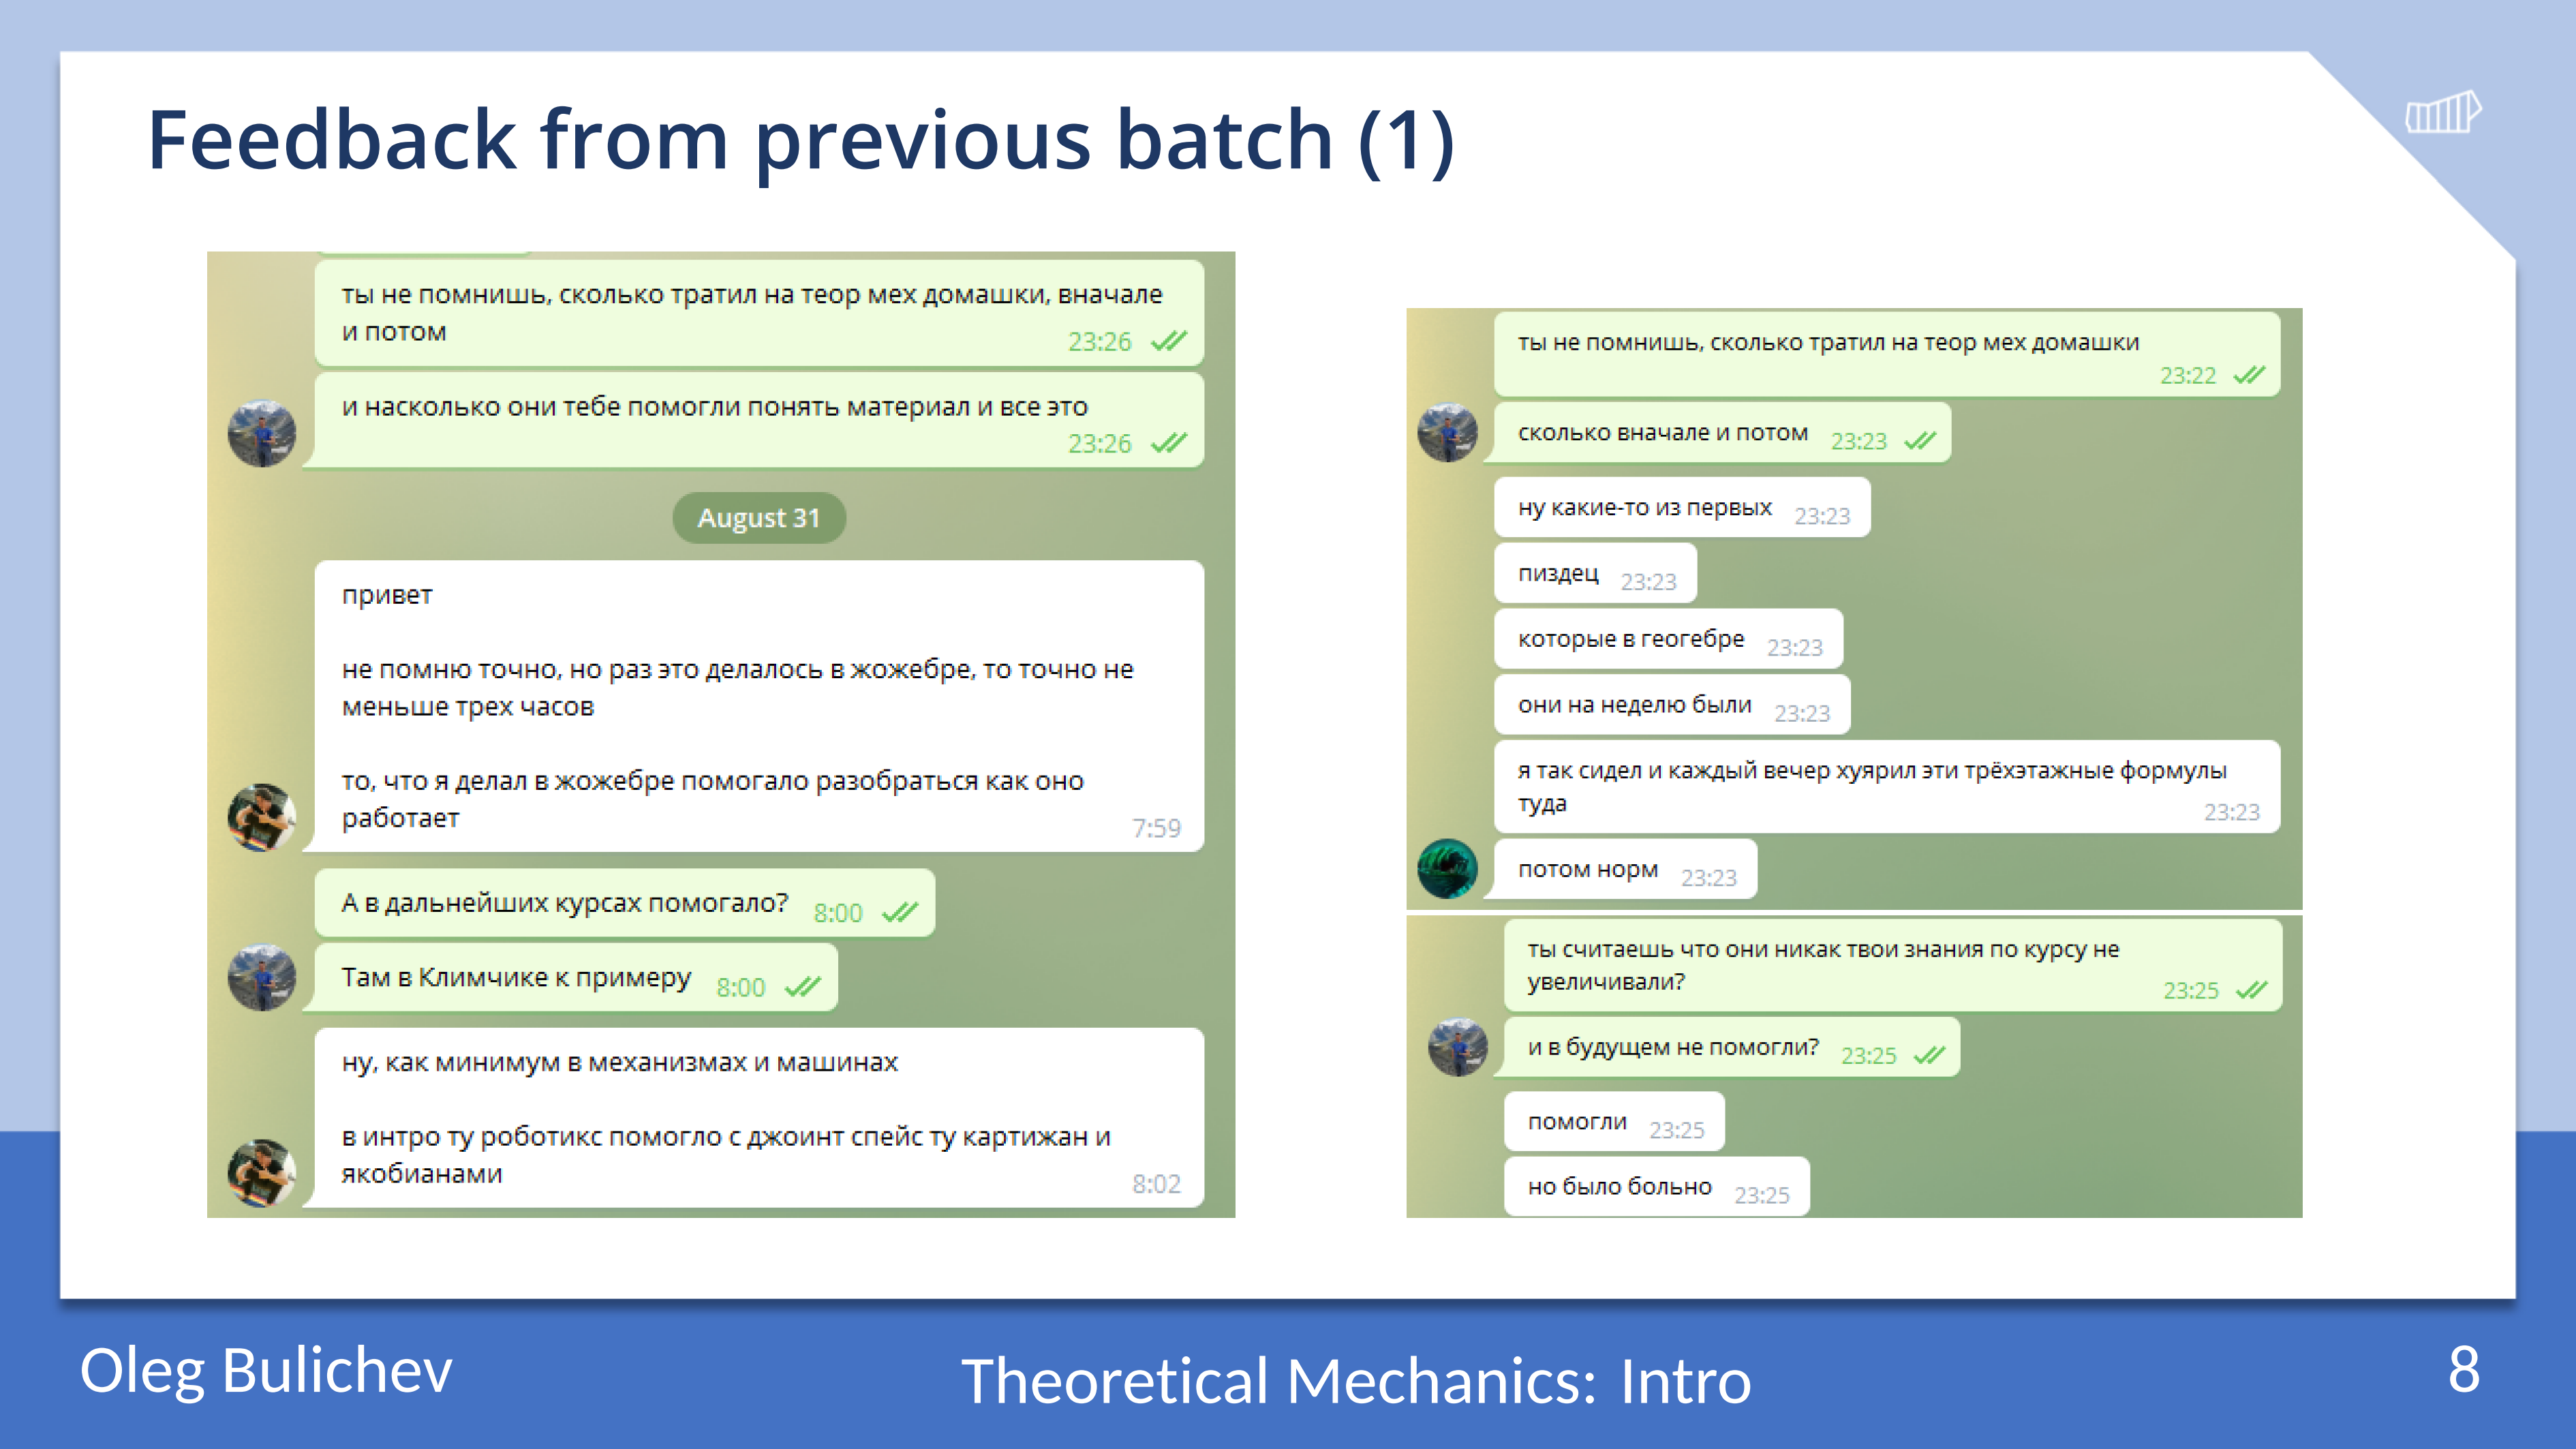 Feedback from previous batch (1)
ты не помнишь, сколько тратил на теор мех домашки, вначале
и потом
23:26
и насколько они тебе помогли понять материал и все это
23:26
August 31
привет
не помню точно, но раз это делалось в жожебре, то точно не
меньше трех часов
то, что я делал в жожебре помогало разобраться как оно
работает
7:59
А в дальнейших курсах помогало? 8:00
Там в Климчике к примеру 8:00
ну, как минимум в механизмах и машинах
в интро ту роботикс помогло с джоинт спейс ту картижан и
якобианами
8:02
ты не помнишь, сколько тратил на теор мех домашки
23:22
сколько вначале и потом 23:23
ну какие-то из первых 23:23
пиздец 23:23
которые в геогебре 23:23
они на неделю были 23:23
я так сидел и каждый вечер хуярил эти трёхэтажные формулы
туда
23:23
потом норм 23:23
ты считаешь что они никак твои знания по курсу не
увеличивали?
23:25
и в будущем не помогли? 23:25
помогли 23:25
но было больно 23:25
Oleg Bulichev
Theoretical Mechanics: Intro
8